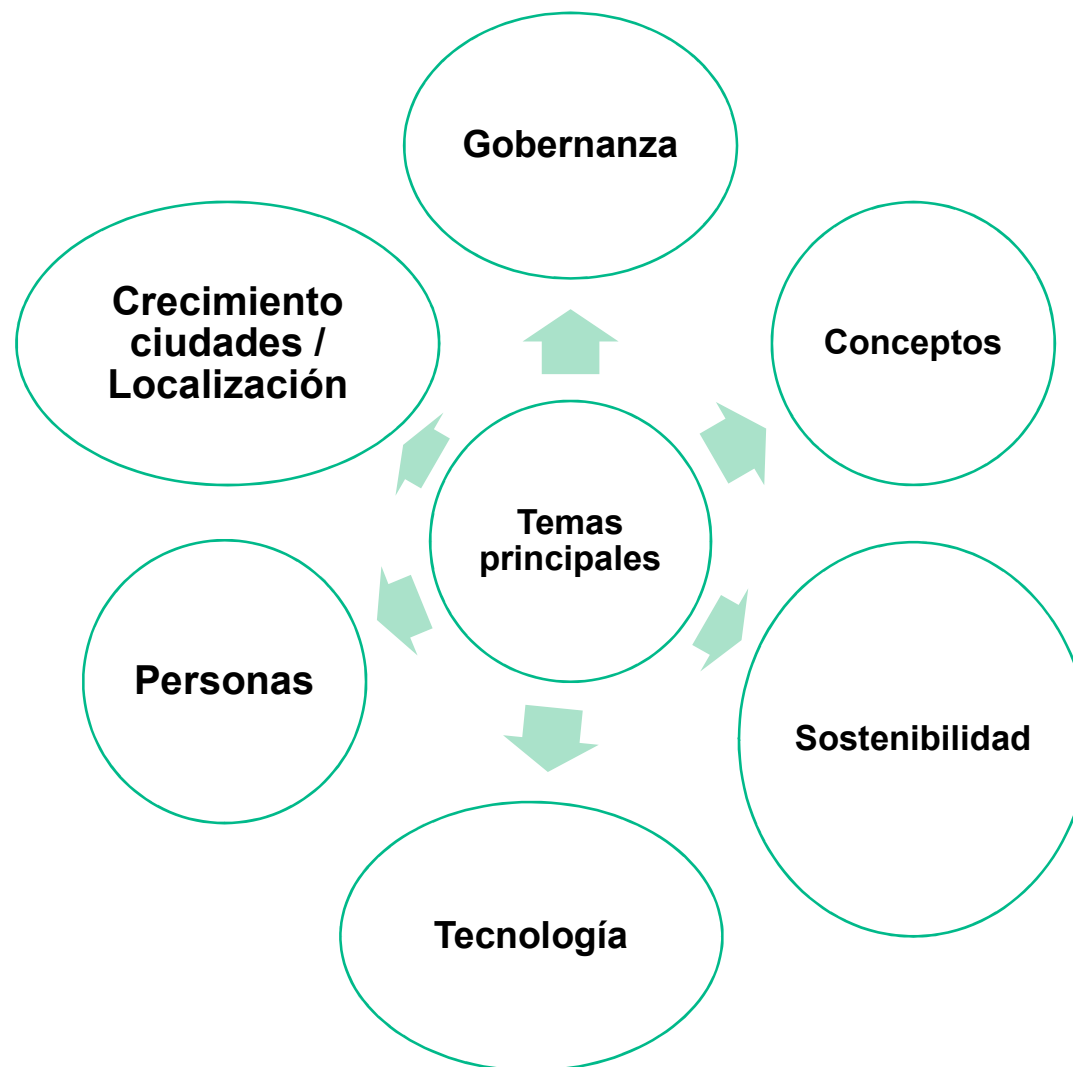 Gobernanza
Crecimiento
ciudades /
Localización
Conceptos
Temas
principales
Personas
Sostenibilidad
Tecnología